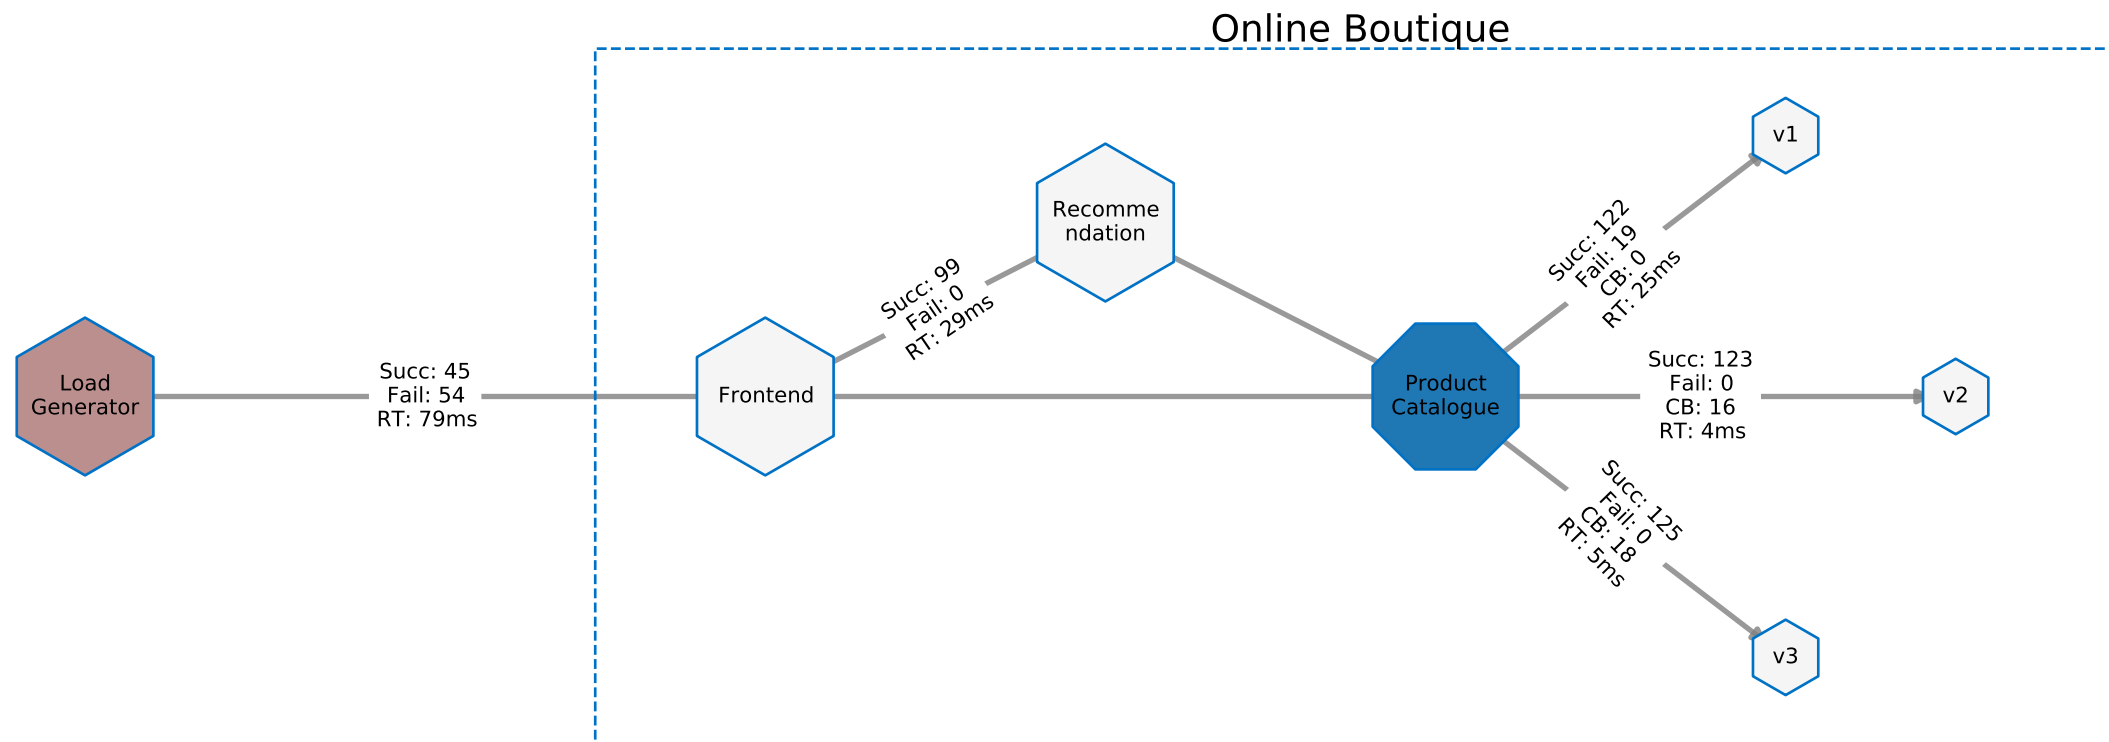 Online Boutique
Load
Generator
Succ: 45
Fail: 54
RT: 79ms
Frontend
Succ: 99
Fail: 0
RT: 29ms
Recomme
ndation
Product
Catalogue
Succ: 122
Fail: 19
CB: 0
RT: 25ms
v1
Succ: 123
Fail: 0
CB: 16
RT: 4ms
v2
Succ: 125
Fail: 0
CB: 18
RT: 5ms
v3